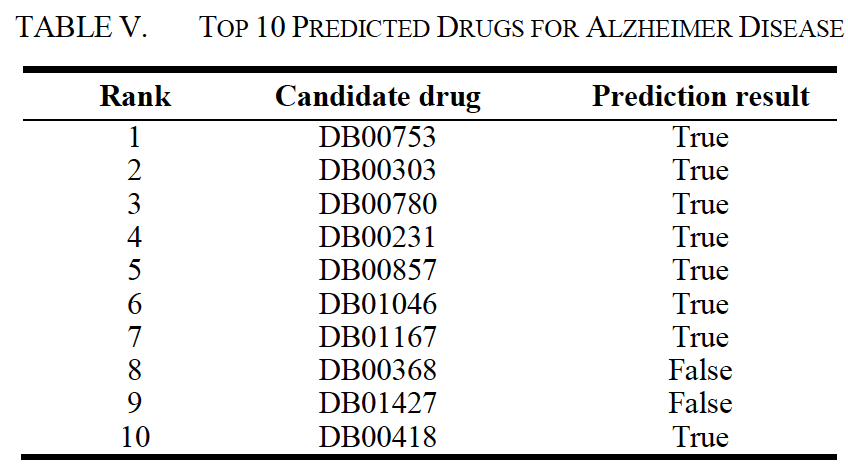 TABLE V. TOP 10 PREDICTED DRUGS FOR ALZHEIMER DISEASE
Rank Candidate drug Prediction result
1 DB00753 True
2 DB00303 True
3 DB00780 True
4 DB00231 True
5 DB00857 True
6 DB01046 True
7 DB01167 True
8 DB00368 False
9 DB01427 False
10 DB00418 True